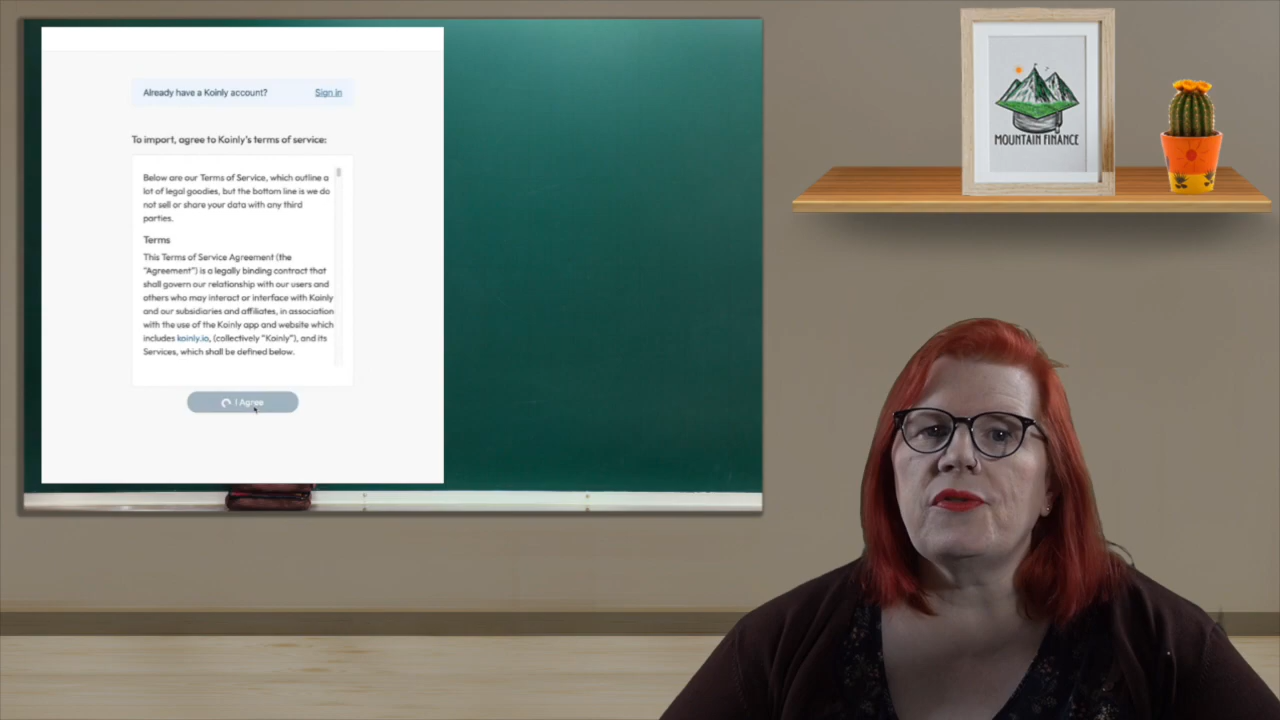 Already have a Koinly account? Sign in
To import, agree to Koinly's terms of service:
Below are our Terms of Service, which outline a
lot of legal goodies, but the bottom line is we do
not sell or share your data with any third
parties.
Terms
This Terms of Service Agreement (the
"Agreement") is a legally binding contract that
shall govern our relationship with our users and
others who may interact or interface with Koinly
and our subsidiaries and affiliates, in association
with the use of the Koinly app and website which
includes koinly.io, (collectively "Koinly"), and its
Services, which shall be defined below.
I Agree
MOUNTAIN FINANCE